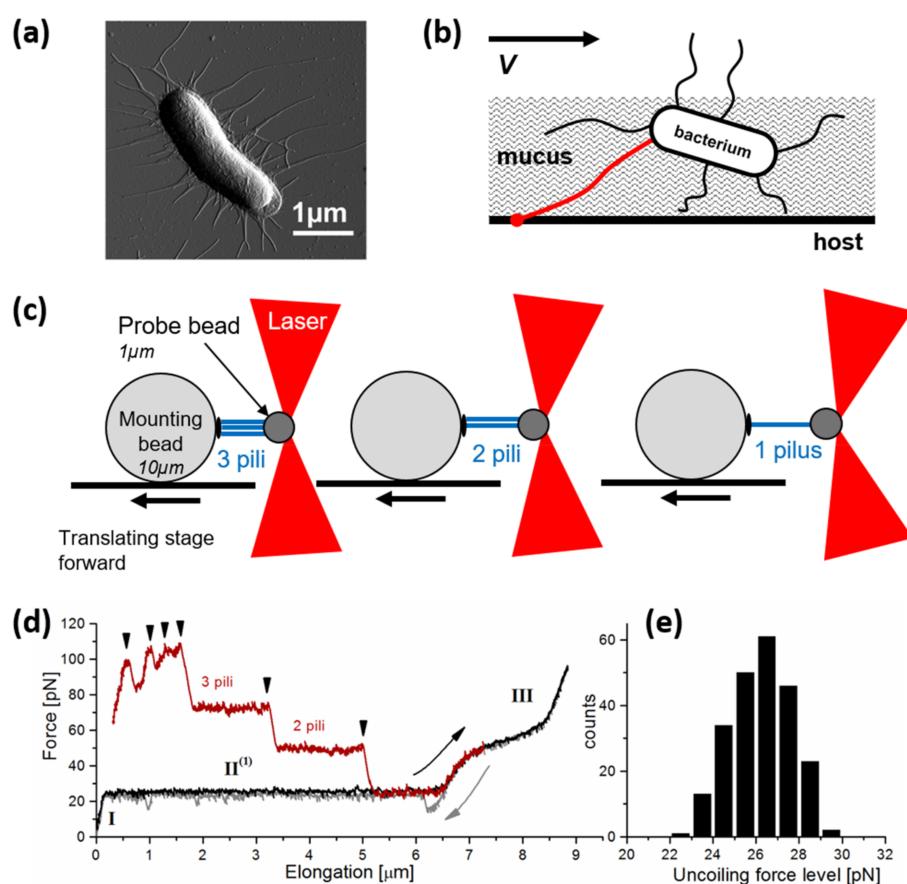 (a)
1µm
(b)
V
mucus
bacterium
host
(c)
Probe bead
1µm
Laser
Mounting
bead
10µm
3 pili
2 pili
1 pilus
Translating stage
forward
(d)
Force [pN]
120
100
80
60
40
20
0
3 pili
2 pili
I
II(1)
III
0 1 2 3 4 5 6 7 8 9
Elongation [µm]
(e)
counts
60
40
20
0
20 22 24 26 28 30 32
Uncoiling force level [pN]